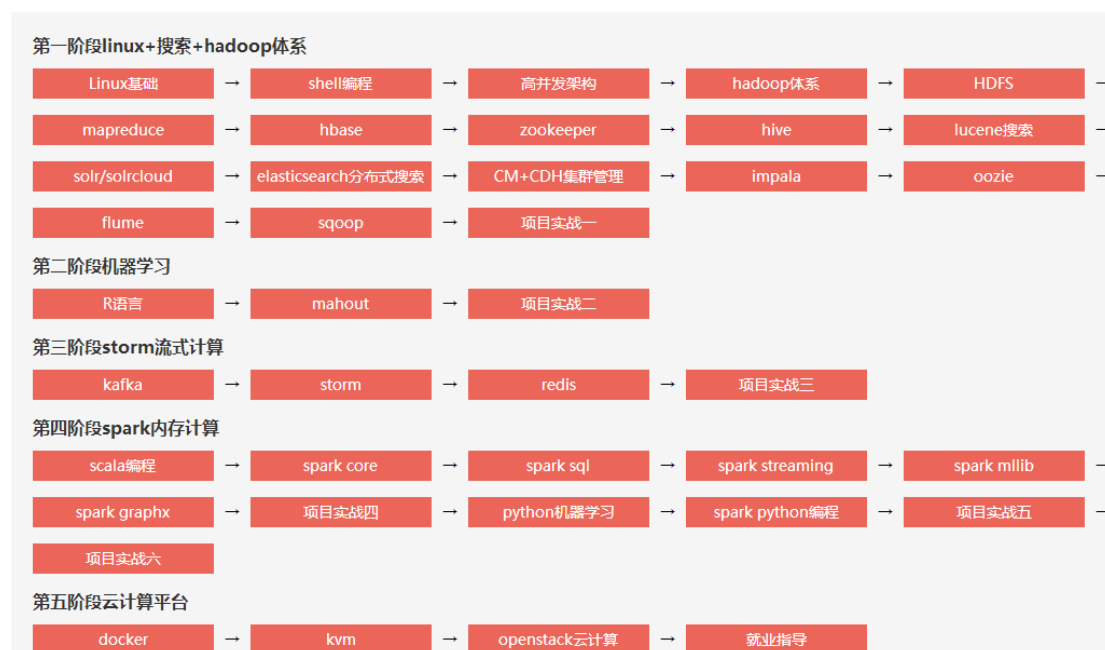 第一阶段linux+搜索+hadoop体系
Linux基础 → shell编程 → 高并发架构 → hadoop体系 → HDFS →
mapreduce → hbase → zookeeper → hive → lucene搜索 →
solr/solrcloud → elasticsearch分布式搜索 → CM+CDH集群管理 → impala → oozie →
flume → sqoop → 项目实战一
第二阶段机器学习
R语言 → mahout → 项目实战二
第三阶段storm流式计算
kafka → storm → redis → 项目实战三
第四阶段spark内存计算
scala编程 → spark core → spark sql → spark streaming → spark mllib →
spark graphx → 项目实战四 → python机器学习 → spark python编程 → 项目实战五 →
项目实战六
第五阶段云计算平台
docker → kvm → openstack云计算 → 就业指导